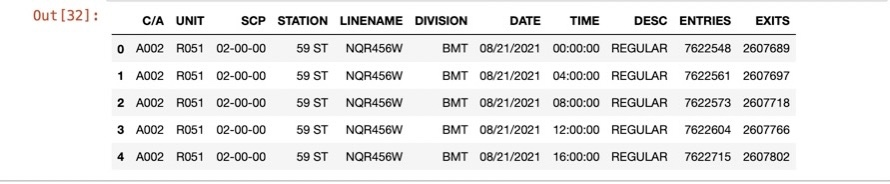 Out[32]:
C/A UNIT SCP STATION LINENAME DIVISION DATE TIME DESC ENTRIES EXITS
0 A002 R051 02-00-00 59 ST NQR456W BMT 08/21/2021 00:00:00 REGULAR 7622548 2607689
1 A002 R051 02-00-00 59 ST NQR456W BMT 08/21/2021 04:00:00 REGULAR 7622561 2607697
2 A002 R051 02-00-00 59 ST NQR456W BMT 08/21/2021 08:00:00 REGULAR 7622573 2607718
3 A002 R051 02-00-00 59 ST NQR456W BMT 08/21/2021 12:00:00 REGULAR 7622604 2607766
4 A002 R051 02-00-00 59 ST NQR456W BMT 08/21/2021 16:00:00 REGULAR 7622715 2607802